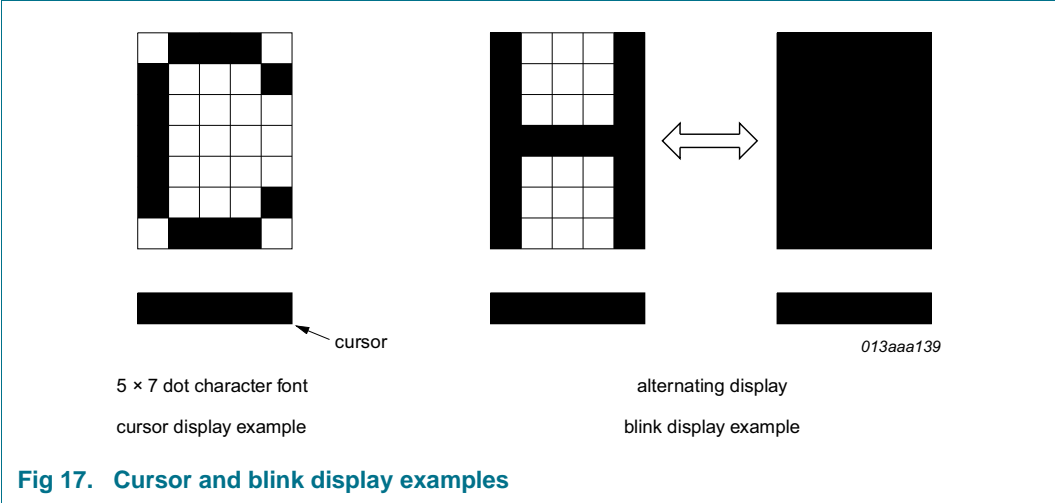 cursor
013aaa139
5 × 7 dot character font
alternating display
cursor display example
blink display example
Fig 17. Cursor and blink display examples